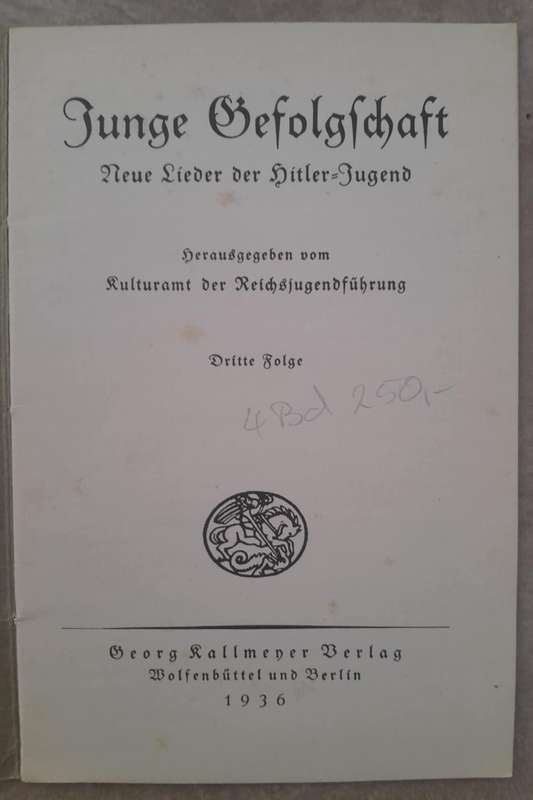 Junge Gefolgſchaft
Neue Lieder der Hitler-Jugend
Herausgegeben vom
Kulturamt der Reichsjugendführung
Dritte Folge
4 Bd 250,-
Georg Kallmeyer Verlag
Wolfenbüttel und Berlin
1936